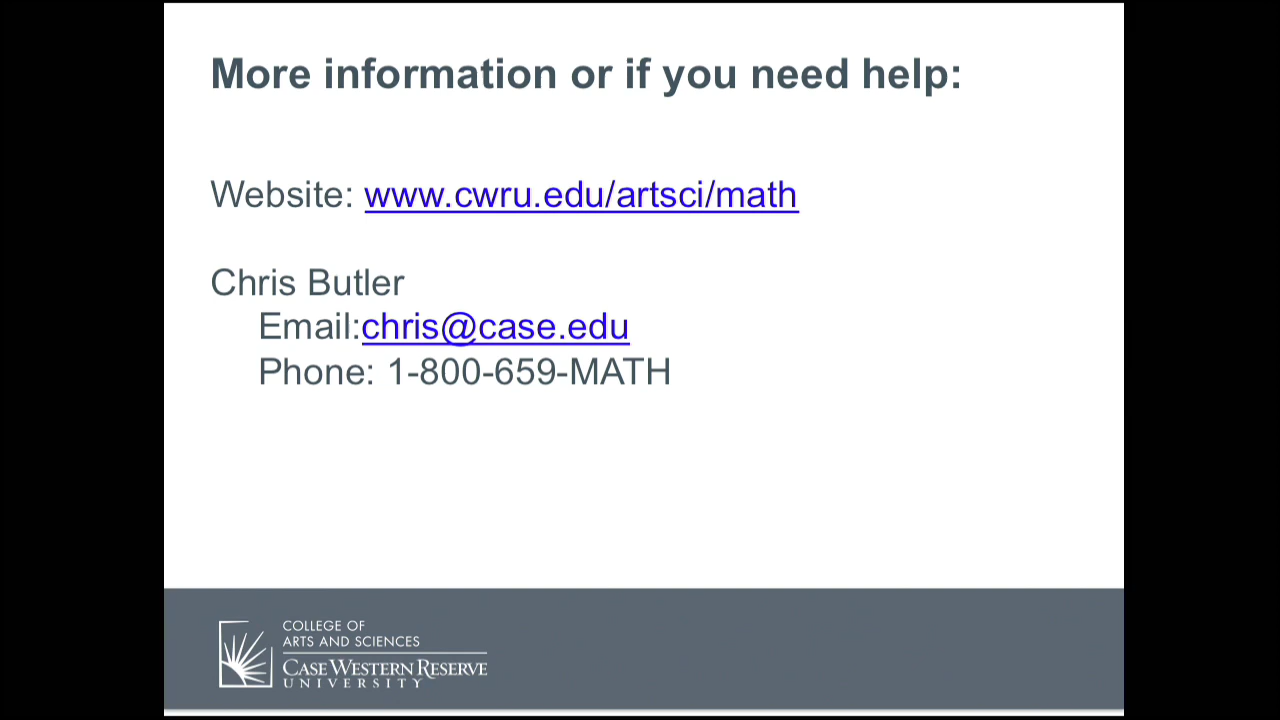 More information or if you need help:
Website: www.cwru.edu/artsci/math
Chris Butler
Email:chris@case.edu
Phone: 1-800-659-MATH
COLLEGE OF
ARTS AND SCIENCES
CASE WESTERN RESERVE
UNIVERSITY